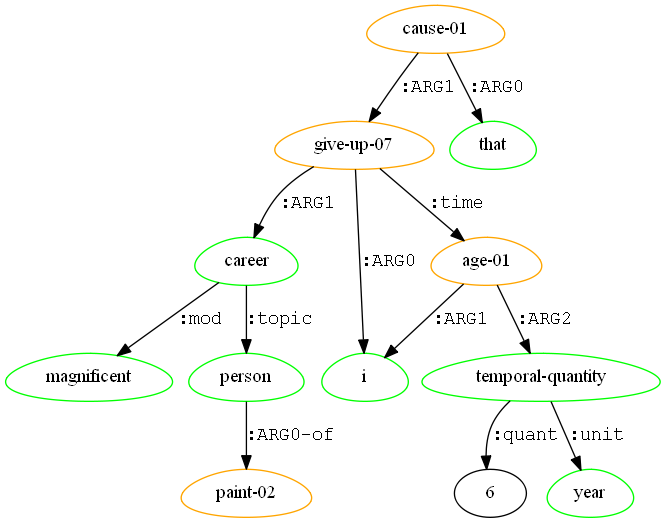 cause-01
:ARG1 :ARG0
give-up-07 that
:ARG1 :ARG0 :time
career age-01
:mod :topic :ARG1 :ARG2
magnificent person i temporal-quantity
:ARG0-of :quant :unit
paint-02 6 year